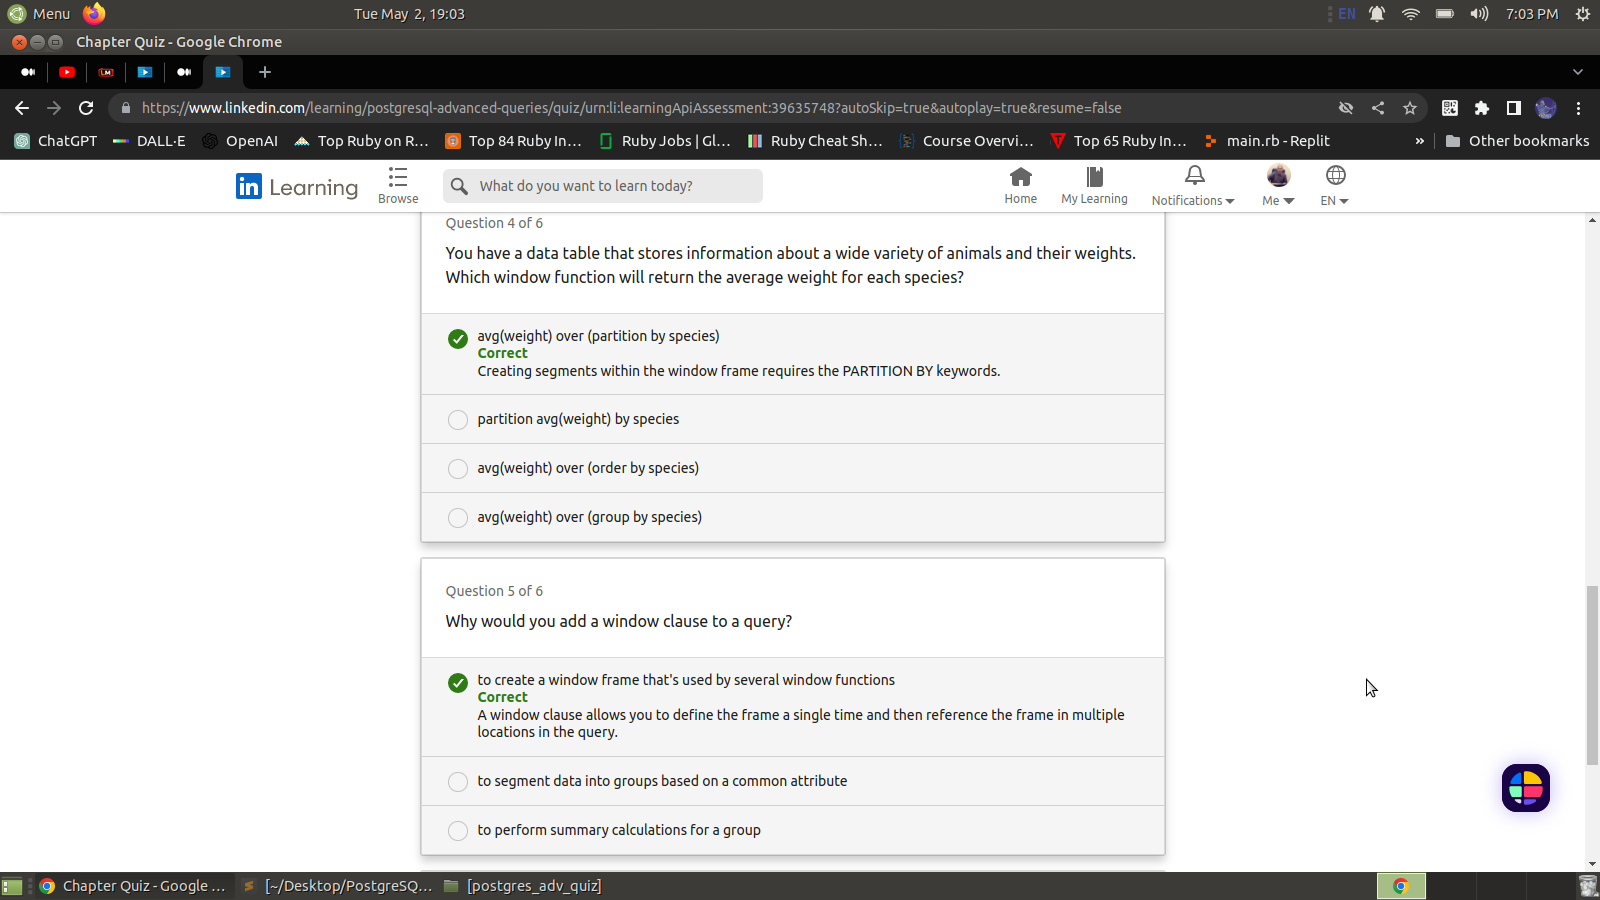 Menu
Tue May 2, 19:03
EN
7:03 PM
Chapter Quiz - Google Chrome
LM
https://www.linkedin.com/learning/postgresql-advanced-queries/quiz/urn:li:learningApiAssessment:39635748?autoSkip=true&autoplay=true&resume=false
ChatGPT
DALL·E
OpenAI
Top Ruby on R...
Top 84 Ruby In...
Ruby Jobs | Gl...
Ruby Cheat Sh...
Course Overvi...
Top 65 Ruby In...
main.rb - Replit
»
Other bookmarks
in Learning
Browse
What do you want to learn today?
Home
My Learning
Notifications
Me
EN
Question 4 of 6
You have a data table that stores information about a wide variety of animals and their weights.
Which window function will return the average weight for each species?
avg(weight) over (partition by species)
Correct
Creating segments within the window frame requires the PARTITION BY keywords.
partition avg(weight) by species
avg(weight) over (order by species)
avg(weight) over (group by species)
Question 5 of 6
Why would you add a window clause to a query?
to create a window frame that's used by several window functions
Correct
A window clause allows you to define the frame a single time and then reference the frame in multiple
locations in the query.
to segment data into groups based on a common attribute
to perform summary calculations for a group
Chapter Quiz - Google ...
[~/Desktop/PostgreSQ...
[postgres_adv_quiz]